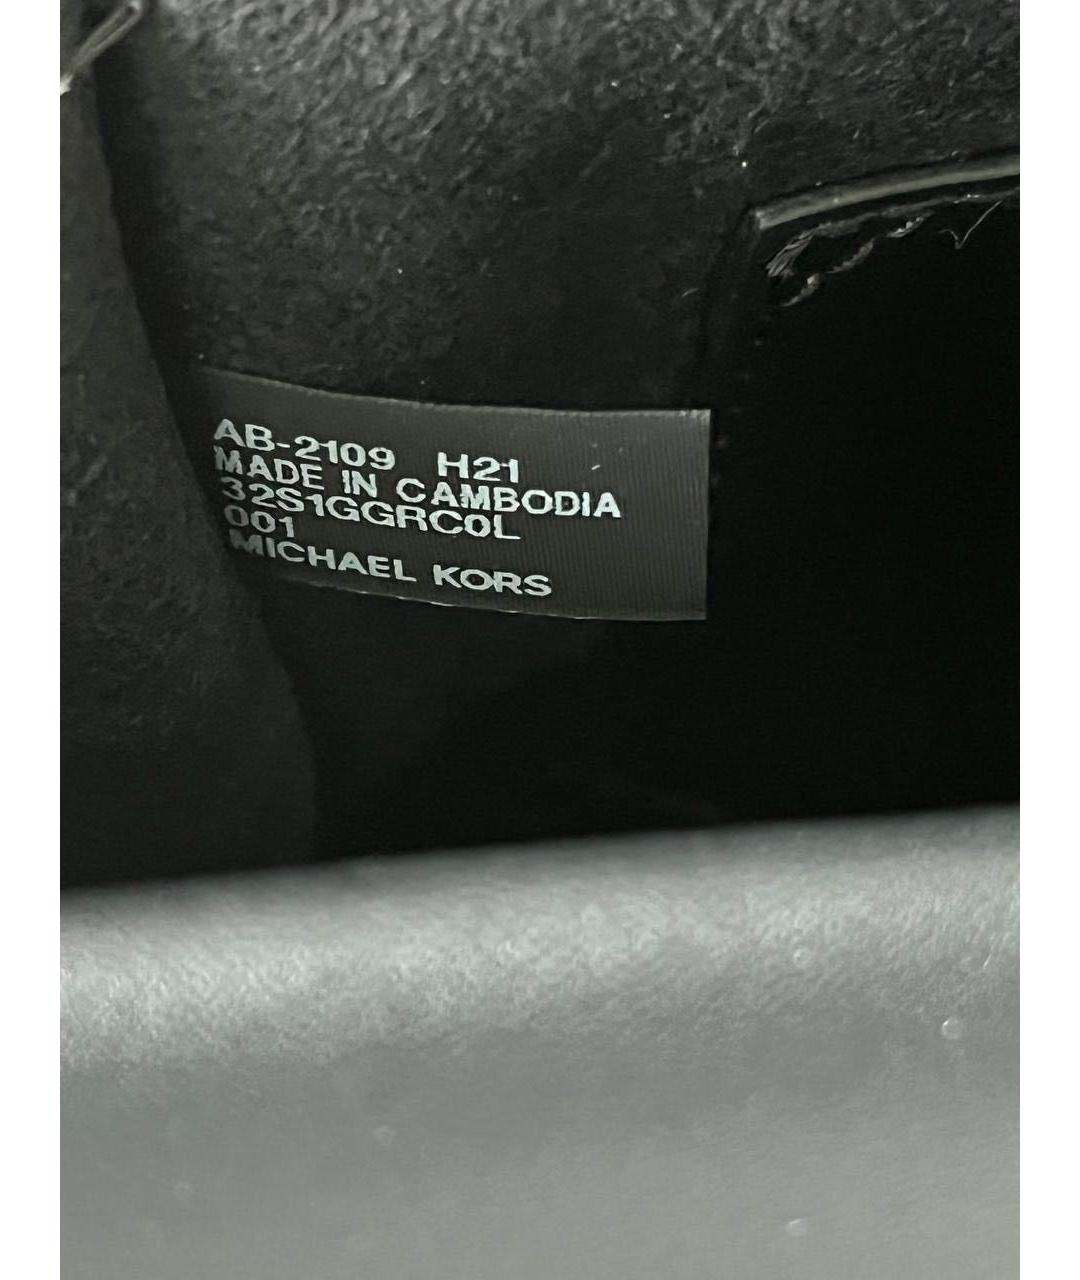 AB-2109 H21
MADE IN CAMBODIA
32S1GGRC0L
001
MICHAEL KORS